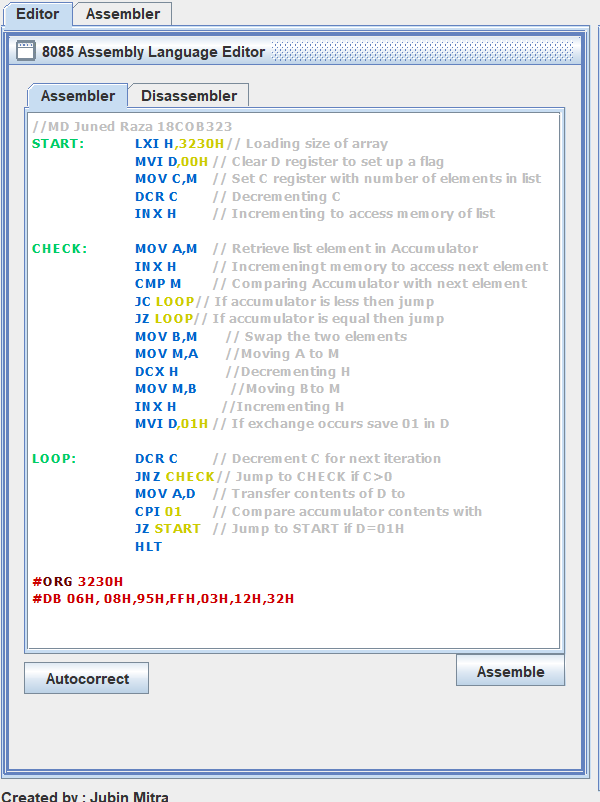 Editor Assembler
8085 Assembly Language Editor
Assembler Disassembler
//MD Juned Raza 18COB323
START: LXI H,3230H // Loading size of array
MVI D,00H // Clear D register to set up a flag
MOV C,M // Set C register with number of elements in list
DCR C // Decrementing C
INX H // Incrementing to access memory of list
CHECK: MOV A,M // Retrieve list element in Accumulator
INX H // Incremeningt memory to access next element
CMP M // Comparing Accumulator with next element
JC LOOP // If accumulator is less then jump
JZ LOOP // If accumulator is equal then jump
MOV B,M // Swap the two elements
MOV M,A //Moving A to M
DCX H //Decrementing H
MOV M,B //Moving Bto M
INX H //Incrementing H
MVI D,01H // If exchange occurs save 01 in D
LOOP: DCR C // Decrement C for next iteration
JNZ CHECK // Jump to CHECK if C>0
MOV A,D // Transfer contents of D to
CPI 01 // Compare accumulator contents with
JZ START // Jump to START if D=01H
HLT
#ORG 3230H
#DB 06H, 08H,95H,FFH,03H,12H,32H
Autocorrect Assemble
Created by : Jubin Mitra